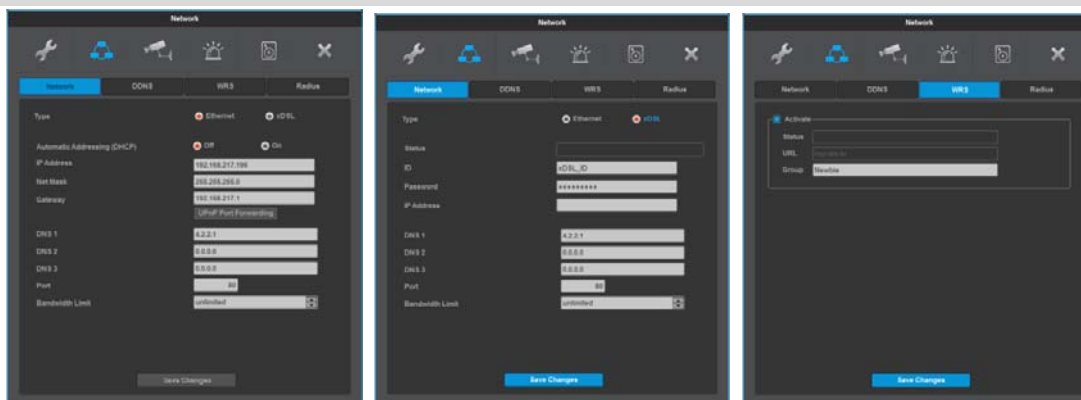 Network
Network DDNS WRS Radius
Type Ethernet xDSL
Automatic Addressing (DHCP) Off On
IP Address 192.168.217.196
Net Mask 255.255.255.0
Gateway 192.168.217.1
UPnP Port Forwarding
DNS 1 4.2.2.1
DNS 2 0.0.0.0
DNS 3 0.0.0.0
Port 80
Bandwidth Limit unlimited
Save Changes
Network
Network DDNS WRS Radius
Type Ethernet xDSL
Status
ID xDSL_ID
Password *********
IP Address
DNS 1 4.2.2.1
DNS 2 0.0.0.0
DNS 3 0.0.0.0
Port 80
Bandwidth Limit unlimited
Save Changes
Network
Network DDNS WRS Radius
Activate
Status
URL
Group Newbie
Save Changes